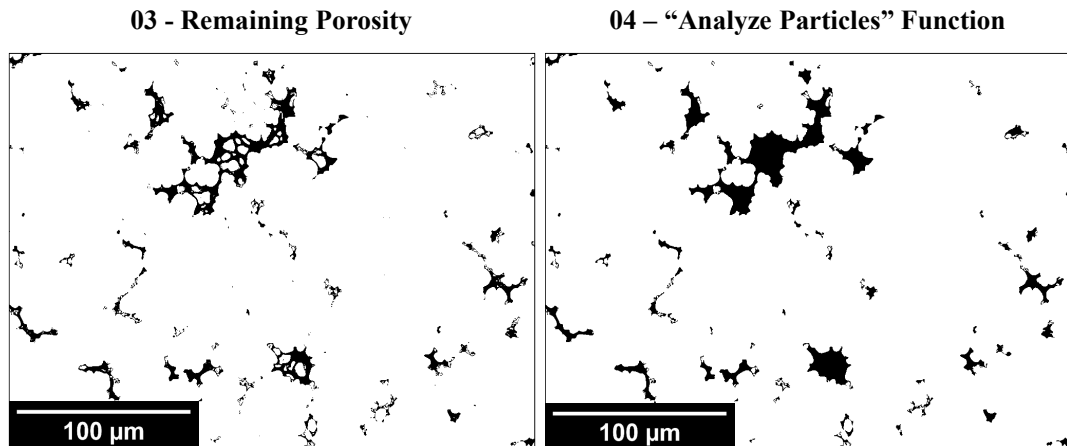 03 - Remaining Porosity
04 – “Analyze Particles” Function
100 µm
100 µm